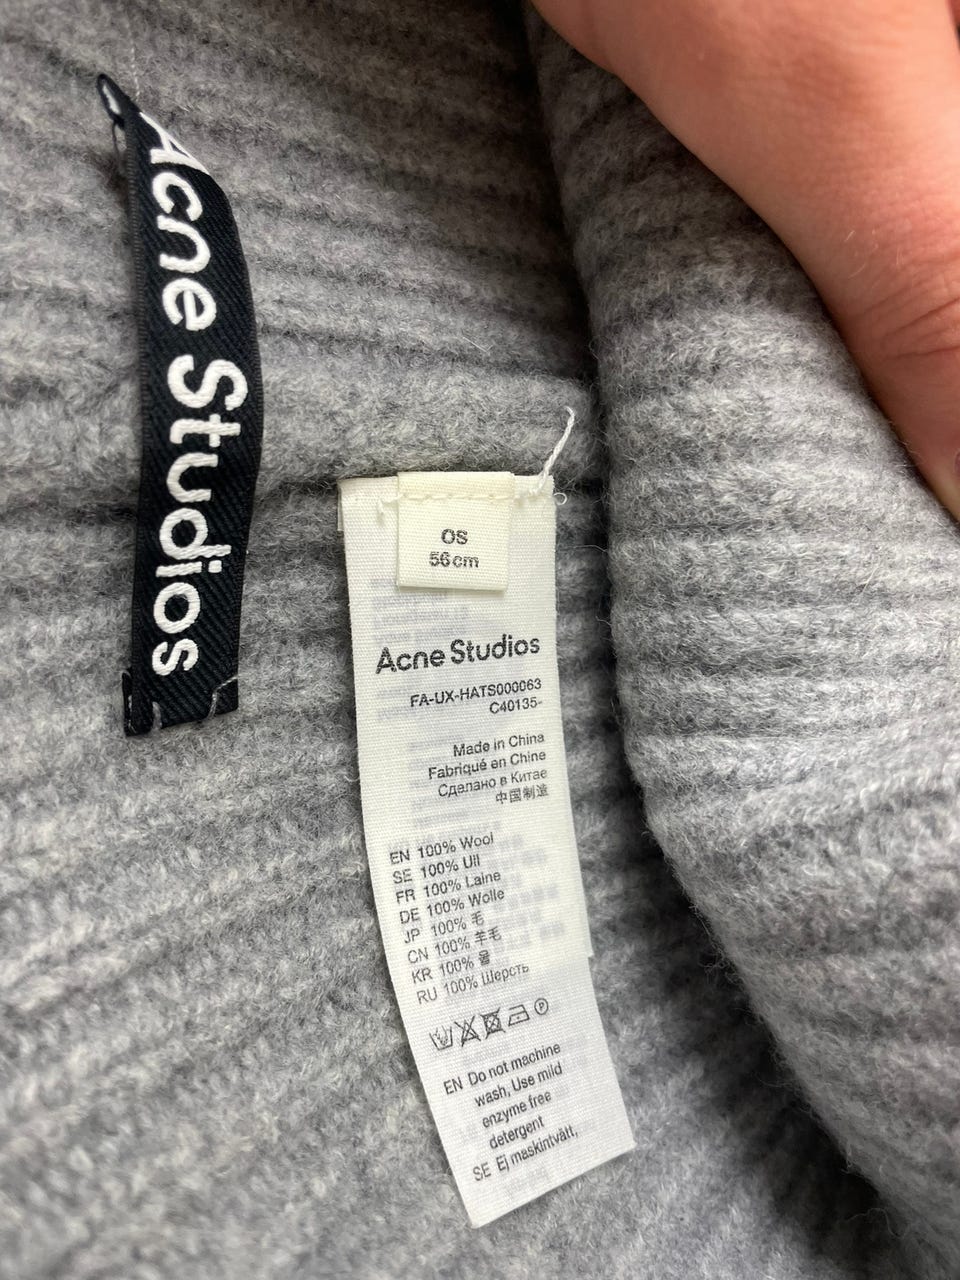 Acne Studios
OS
56cm
Acne Studios
FA-UX-HATS000063
C40135-
Made in China
Fabriqué en Chine
Сделано в Китае
中国制造
EN 100% Wool
SE 100% Ull
FR 100% Laine
DE 100% Wolle
JP 100% 毛
CN 100% 羊毛
KR 100% 울
RU 100% Шерсть
P
EN Do not machine
wash, Use mild
enzyme free
detergent
SE Ej maskintvätt,